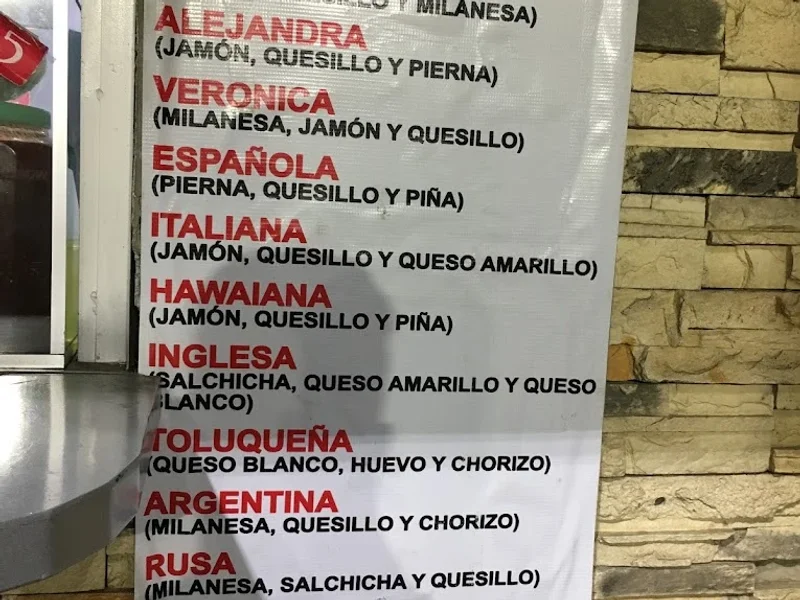 Y MILANESA)
ALEJANDRA
(JAMÓN, QUESILLO Y PIERNA)
VERONICA
(MILANESA, JAMÓN Y QUESILLO)
ESPAÑOLA
(PIERNA, QUESILLO Y PIÑA)
ITALIANA
(JAMÓN, QUESILLO Y QUESO AMARILLO)
HAWAIANA
(JAMÓN, QUESILLO Y PIÑA)
INGLESA
(SALCHICHA, QUESO AMARILLO Y QUESO
BLANCO)
TOLUQUEÑA
(QUESO BLANCO, HUEVO Y CHORIZO)
ARGENTINA
(MILANESA, QUESILLO Y CHORIZO)
RUSA
(MILANESA, SALCHICHA Y QUESILLO)
5